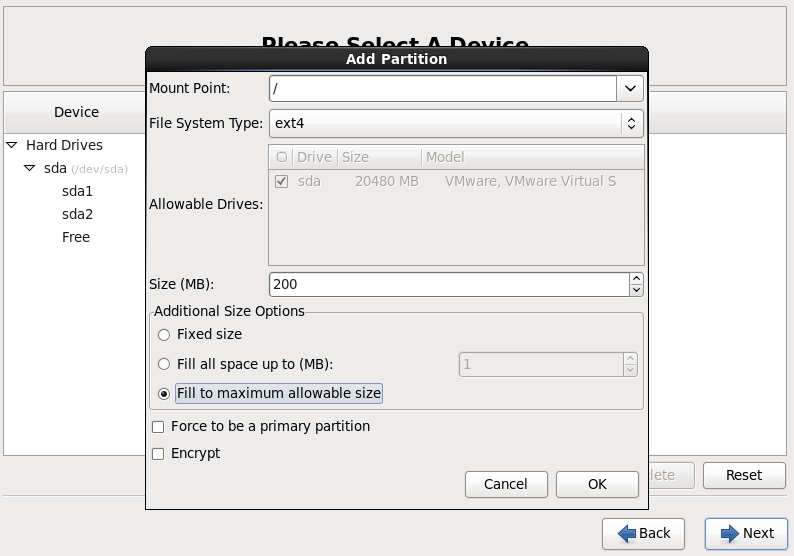 Please Select A Device
Add Partition
Device
Hard Drives
sda (/dev/sda)
sda1
sda2
Free
Mount Point: /
File System Type: ext4
Drive Size Model
sda 20480 MB VMware, VMware Virtual S
Allowable Drives:
Size (MB): 200
Additional Size Options
Fixed size
Fill all space up to (MB): 1
Fill to maximum allowable size
Force to be a primary partition
Encrypt
Cancel OK
Reset
Back Next